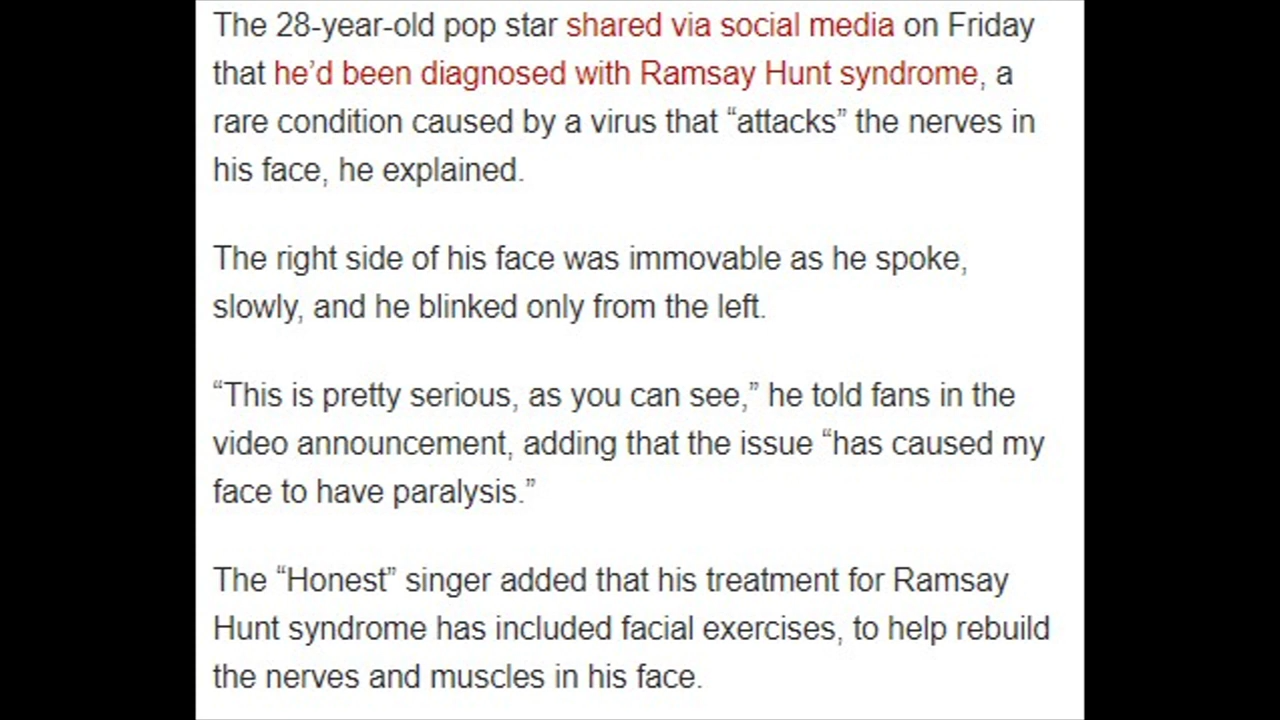 The 28-year-old pop star shared via social media on Friday
that he’d been diagnosed with Ramsay Hunt syndrome, a
rare condition caused by a virus that “attacks” the nerves in
his face, he explained.
The right side of his face was immovable as he spoke,
slowly, and he blinked only from the left.
“This is pretty serious, as you can see,” he told fans in the
video announcement, adding that the issue “has caused my
face to have paralysis.”
The “Honest” singer added that his treatment for Ramsay
Hunt syndrome has included facial exercises, to help rebuild
the nerves and muscles in his face.